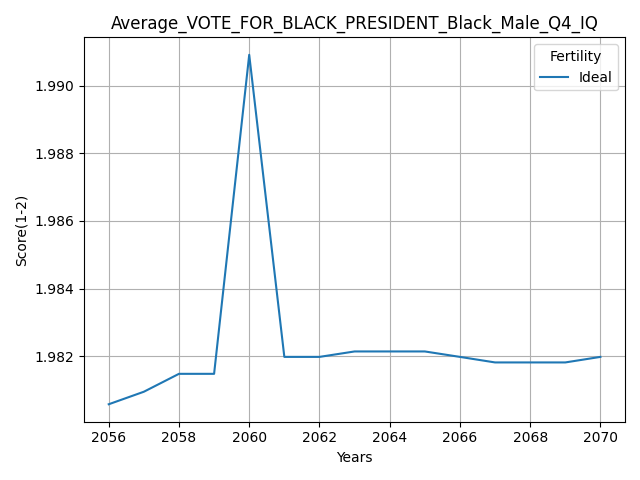 Average_VOTE_FOR_BLACK_PRESIDENT_Black_Male_Q4_IQ
Fertility
Ideal
1.990
1.988
1.986
1.984
1.982
Score(1-2)
2056 2058 2060 2062 2064 2066 2068 2070
Years